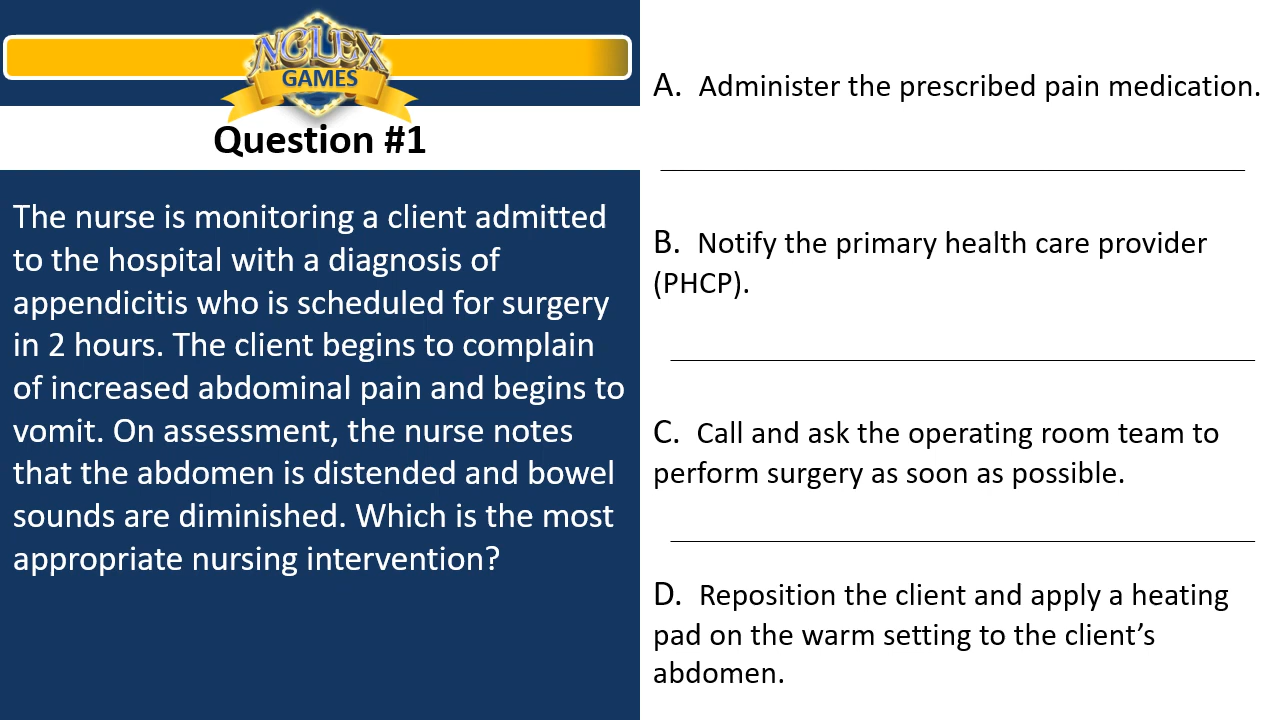 NCLEX
GAMES
Question #1
The nurse is monitoring a client admitted
to the hospital with a diagnosis of
appendicitis who is scheduled for surgery
in 2 hours. The client begins to complain
of increased abdominal pain and begins to
vomit. On assessment, the nurse notes
that the abdomen is distended and bowel
sounds are diminished. Which is the most
appropriate nursing intervention?
A. Administer the prescribed pain medication.
B. Notify the primary health care provider
(PHCP).
C. Call and ask the operating room team to
perform surgery as soon as possible.
D. Reposition the client and apply a heating
pad on the warm setting to the client’s
abdomen.